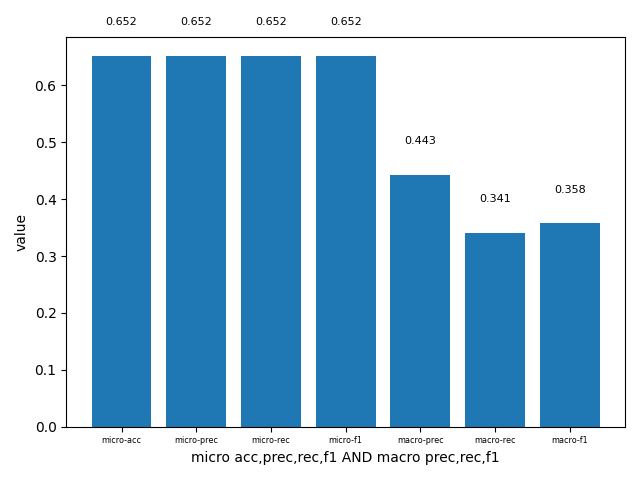 0.652 0.652 0.652 0.652
0.443
0.341
0.358
0.6
0.5
0.4
0.3
0.2
0.1
0.0
value
micro-acc micro-prec micro-rec micro-f1 macro-prec macro-rec macro-f1
micro acc,prec,rec,f1 AND macro prec,rec,f1